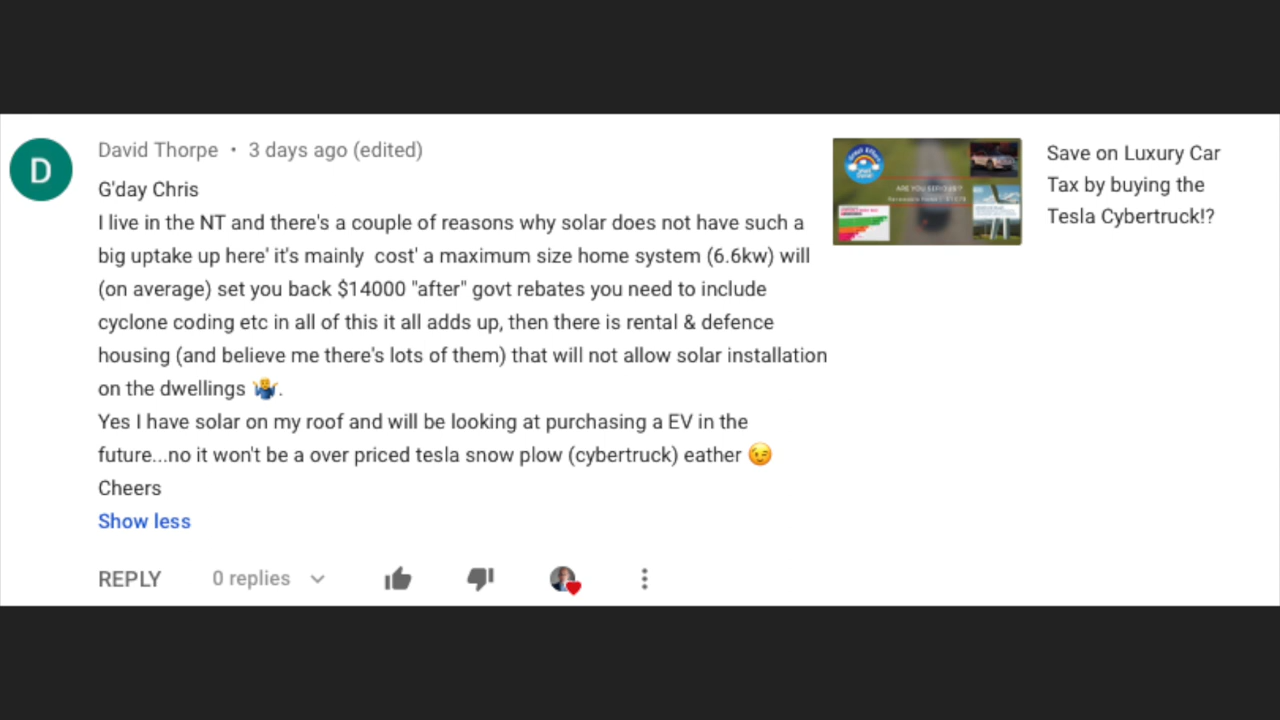 D
David Thorpe • 3 days ago (edited)
G'day Chris
I live in the NT and there's a couple of reasons why solar does not have such a
big uptake up here' it's mainly  cost' a maximum size home system (6.6kw) will
(on average) set you back $14000 "after" govt rebates you need to include
cyclone coding etc in all of this it all adds up, then there is rental & defence
housing (and believe me there's lots of them) that will not allow solar installation
on the dwellings 🤷‍♂️.
Yes I have solar on my roof and will be looking at purchasing a EV in the
future...no it won't be a over priced tesla snow plow (cybertruck) eather 😉
Cheers
Show less
REPLY 0 replies
ARE YOU SERIOUS?
Save on Luxury Car
Tax by buying the
Tesla Cybertruck!?